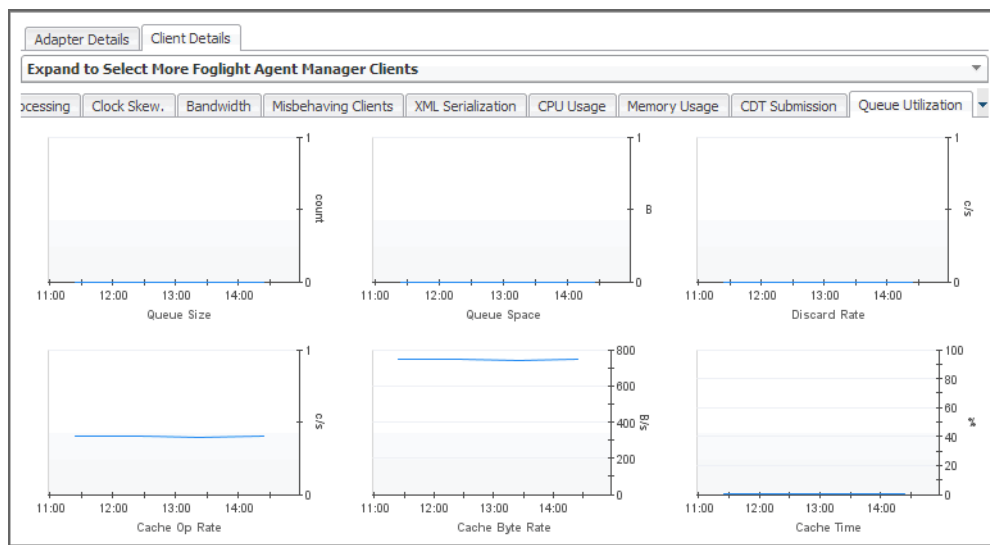 Adapter Details Client Details
Expand to Select More Foglight Agent Manager Clients
ocessing Clock Skew. Bandwidth Misbehaving Clients XML Serialization CPU Usage Memory Usage CDT Submission Queue Utilization
1 1 1
count B c/s
0 0 0
11:00 12:00 13:00 14:00 11:00 12:00 13:00 14:00 11:00 12:00 13:00 14:00
Queue Size Queue Space Discard Rate
1 800 100
80
600
60
c/s 400 B/s %
40
200
20
0 0 0
11:00 12:00 13:00 14:00 11:00 12:00 13:00 14:00 11:00 12:00 13:00 14:00
Cache Op Rate Cache Byte Rate Cache Time